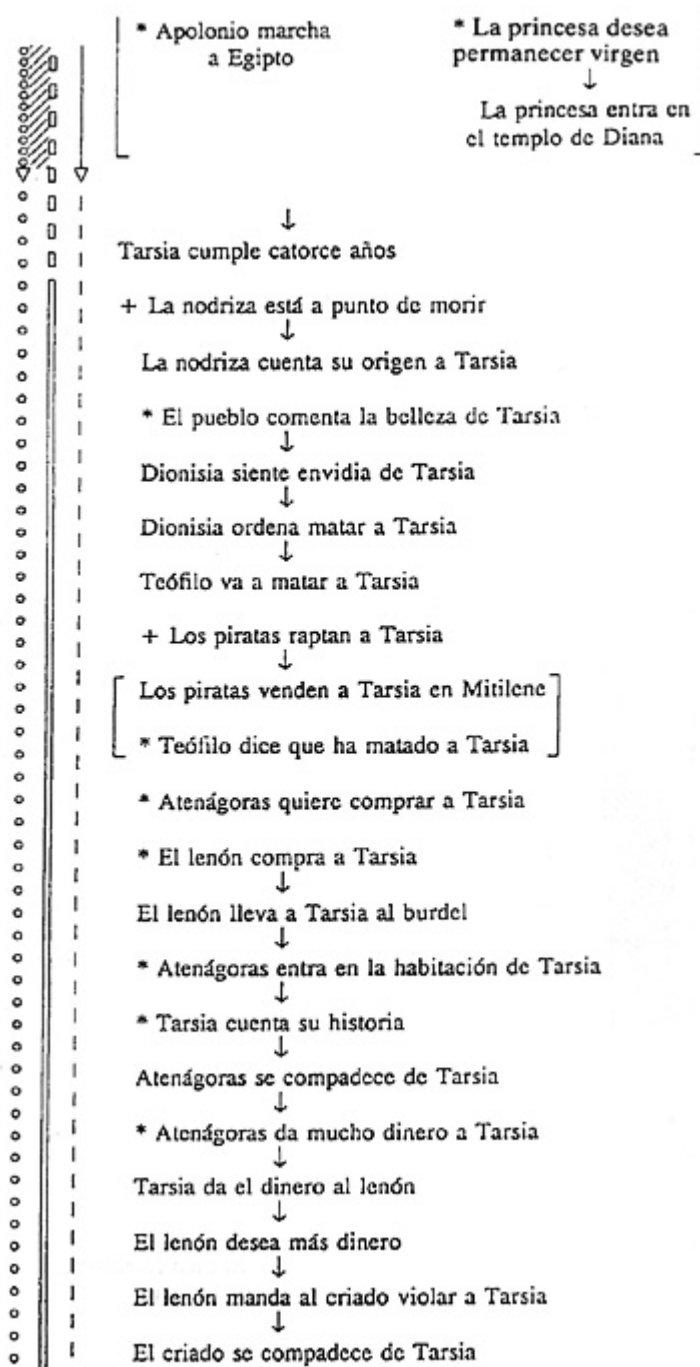 * Apolonio marcha
a Egipto
* La princesa desea
permanecer virgen
↓
La princesa entra en
el templo de Diana
↓
Tarsia cumple catorce años
+ La nodriza está a punto de morir
↓
La nodriza cuenta su origen a Tarsia
* El pueblo comenta la belleza de Tarsia
↓
Dionisia siente envidia de Tarsia
↓
Dionisia ordena matar a Tarsia
↓
Teófilo va a matar a Tarsia
+ Los piratas raptan a Tarsia
↓
Los piratas venden a Tarsia en Mitilene
* Teófilo dice que ha matado a Tarsia
* Atenágoras quiere comprar a Tarsia
* El lenón compra a Tarsia
↓
El lenón lleva a Tarsia al burdel
↓
* Atenágoras entra en la habitación de Tarsia
↓
* Tarsia cuenta su historia
↓
Atenágoras se compadece de Tarsia
↓
* Atenágoras da mucho dinero a Tarsia
↓
Tarsia da el dinero al lenón
↓
El lenón desea más dinero
↓
El lenón manda al criado violar a Tarsia
↓
El criado se compadece de Tarsia